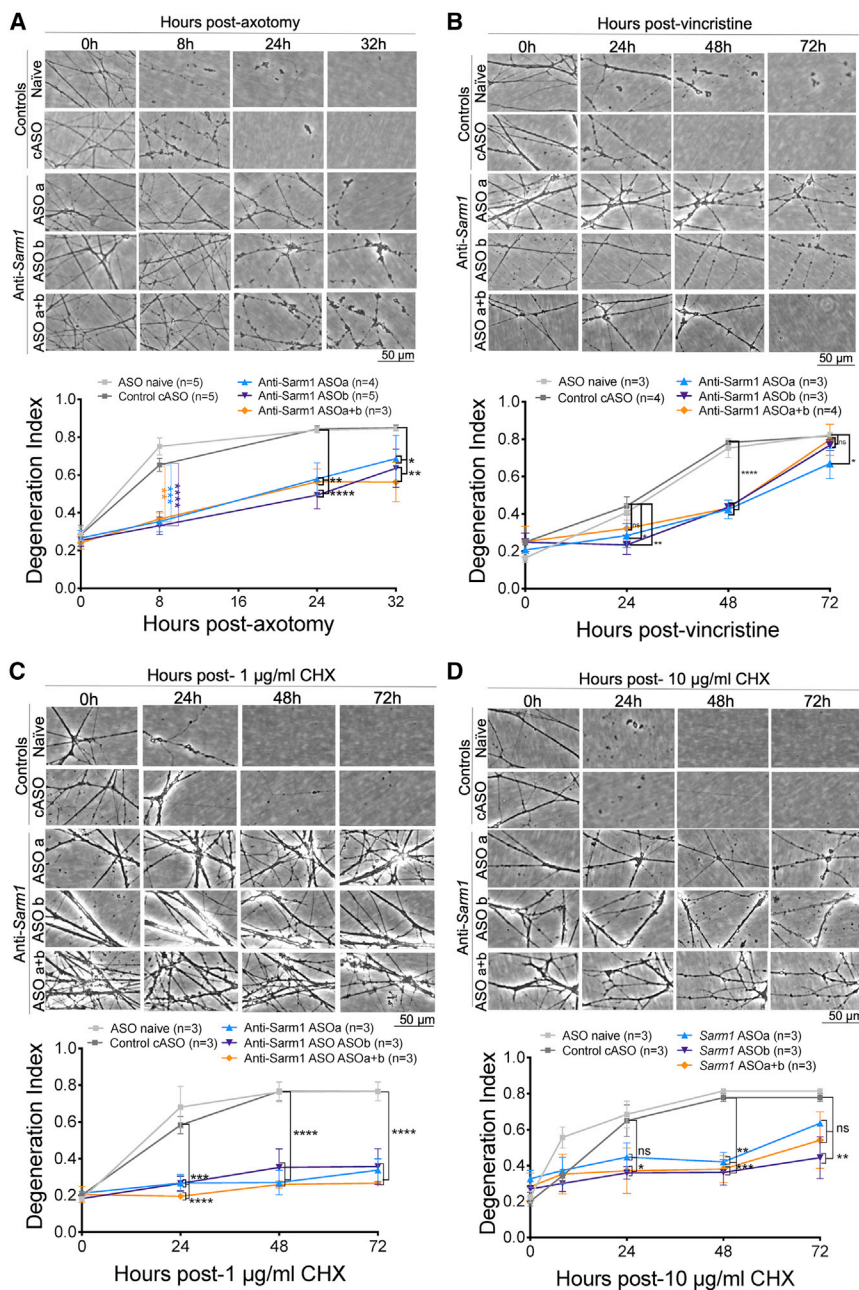 A
Hours post-axotomy
0h 8h 24h 32h
Controls
Naïve
cASO
Anti-Sarm1
ASO a
ASO b
ASO a+b
50 µm
ASO naive (n=5)
Control cASO (n=5)
Anti-Sarm1 ASOa (n=4)
Anti-Sarm1 ASOb (n=5)
Anti-Sarm1 ASOa+b (n=3)
Degeneration Index
1.0
0.8
0.6
0.4
0.2
0.0
**
***
****
**
****
*
**
0 8 16 24 32
Hours post-axotomy
B
Hours post-vincristine
0h 24h 48h 72h
Controls
Naïve
cASO
Anti-Sarm1
ASO a
ASO b
ASO a+b
50 µm
ASO naive (n=3)
Control cASO (n=4)
Anti-Sarm1 ASOa (n=3)
Anti-Sarm1 ASOb (n=3)
Anti-Sarm1 ASOa+b (n=4)
Degeneration Index
1.0
0.8
0.6
0.4
0.2
0.0
ns
*
**
****
ns
*
0 24 48 72
Hours post-vincristine
C
Hours post- 1 µg/ml CHX
0h 24h 48h 72h
Controls
Naïve
cASO
Anti-Sarm1
ASO a
ASO b
ASO a+b
50 µm
ASO naive (n=3)
Control cASO (n=3)
Anti-Sarm1 ASOa (n=3)
Anti-Sarm1 ASO ASOb (n=3)
Anti-Sarm1 ASO ASOa+b (n=3)
Degeneration Index
1.0
0.8
0.6
0.4
0.2
0.0
***
****
****
****
0 24 48 72
Hours post-1 µg/ml CHX
D
Hours post- 10 µg/ml CHX
0h 24h 48h 72h
Controls
Naïve
cASO
Anti-Sarm1
ASO a
ASO b
ASO a+b
50 µm
ASO naive (n=3)
Control cASO (n=3)
Sarm1 ASOa (n=3)
Sarm1 ASOb (n=3)
Sarm1 ASOa+b (n=3)
Degeneration Index
1.0
0.8
0.6
0.4
0.2
0.0
ns
*
**
***
ns
**
0 24 48 72
Hours post-10 µg/ml CHX